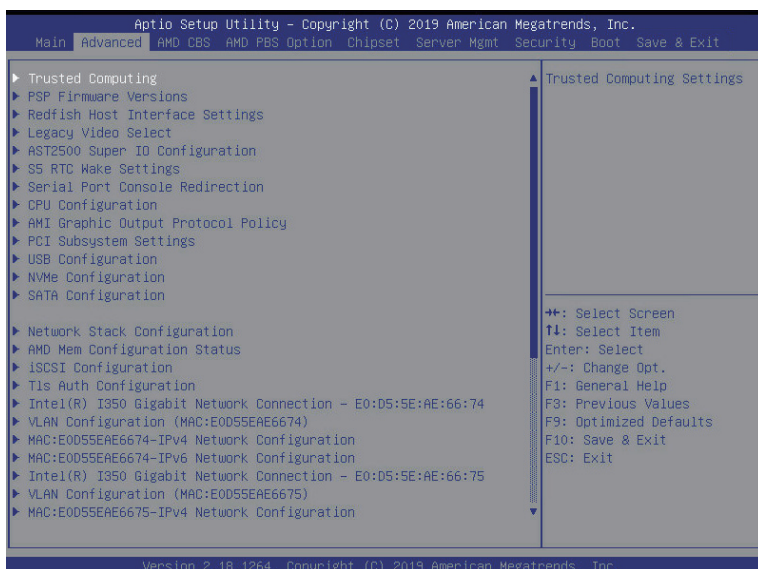 Aptio Setup Utility – Copyright (C) 2019 American Megatrends, Inc.
Main Advanced AMD CBS AMD PBS Option Chipset Server Mgmt Security Boot Save & Exit
Trusted Computing
PSP Firmware Versions
Redfish Host Interface Settings
Legacy Video Select
AST2500 Super IO Configuration
S5 RTC Wake Settings
Serial Port Console Redirection
CPU Configuration
AMI Graphic Output Protocol Policy
PCI Subsystem Settings
USB Configuration
NVMe Configuration
SATA Configuration
Network Stack Configuration
AMD Mem Configuration Status
iSCSI Configuration
Tls Auth Configuration
Intel(R) I350 Gigabit Network Connection – E0:D5:5E:AE:66:74
VLAN Configuration (MAC:E0D55EAE6674)
MAC:E0D55EAE6674-IPv4 Network Configuration
MAC:E0D55EAE6674-IPv6 Network Configuration
Intel(R) I350 Gigabit Network Connection – E0:D5:5E:AE:66:75
VLAN Configuration (MAC:E0D55EAE6675)
MAC:E0D55EAE6675-IPv4 Network Configuration
Trusted Computing Settings
→←: Select Screen
↑↓: Select Item
Enter: Select
+/-: Change Opt.
F1: General Help
F3: Previous Values
F9: Optimized Defaults
F10: Save & Exit
ESC: Exit
Version 2.18.1264. Copyright (C) 2019 American Megatrends, Inc.